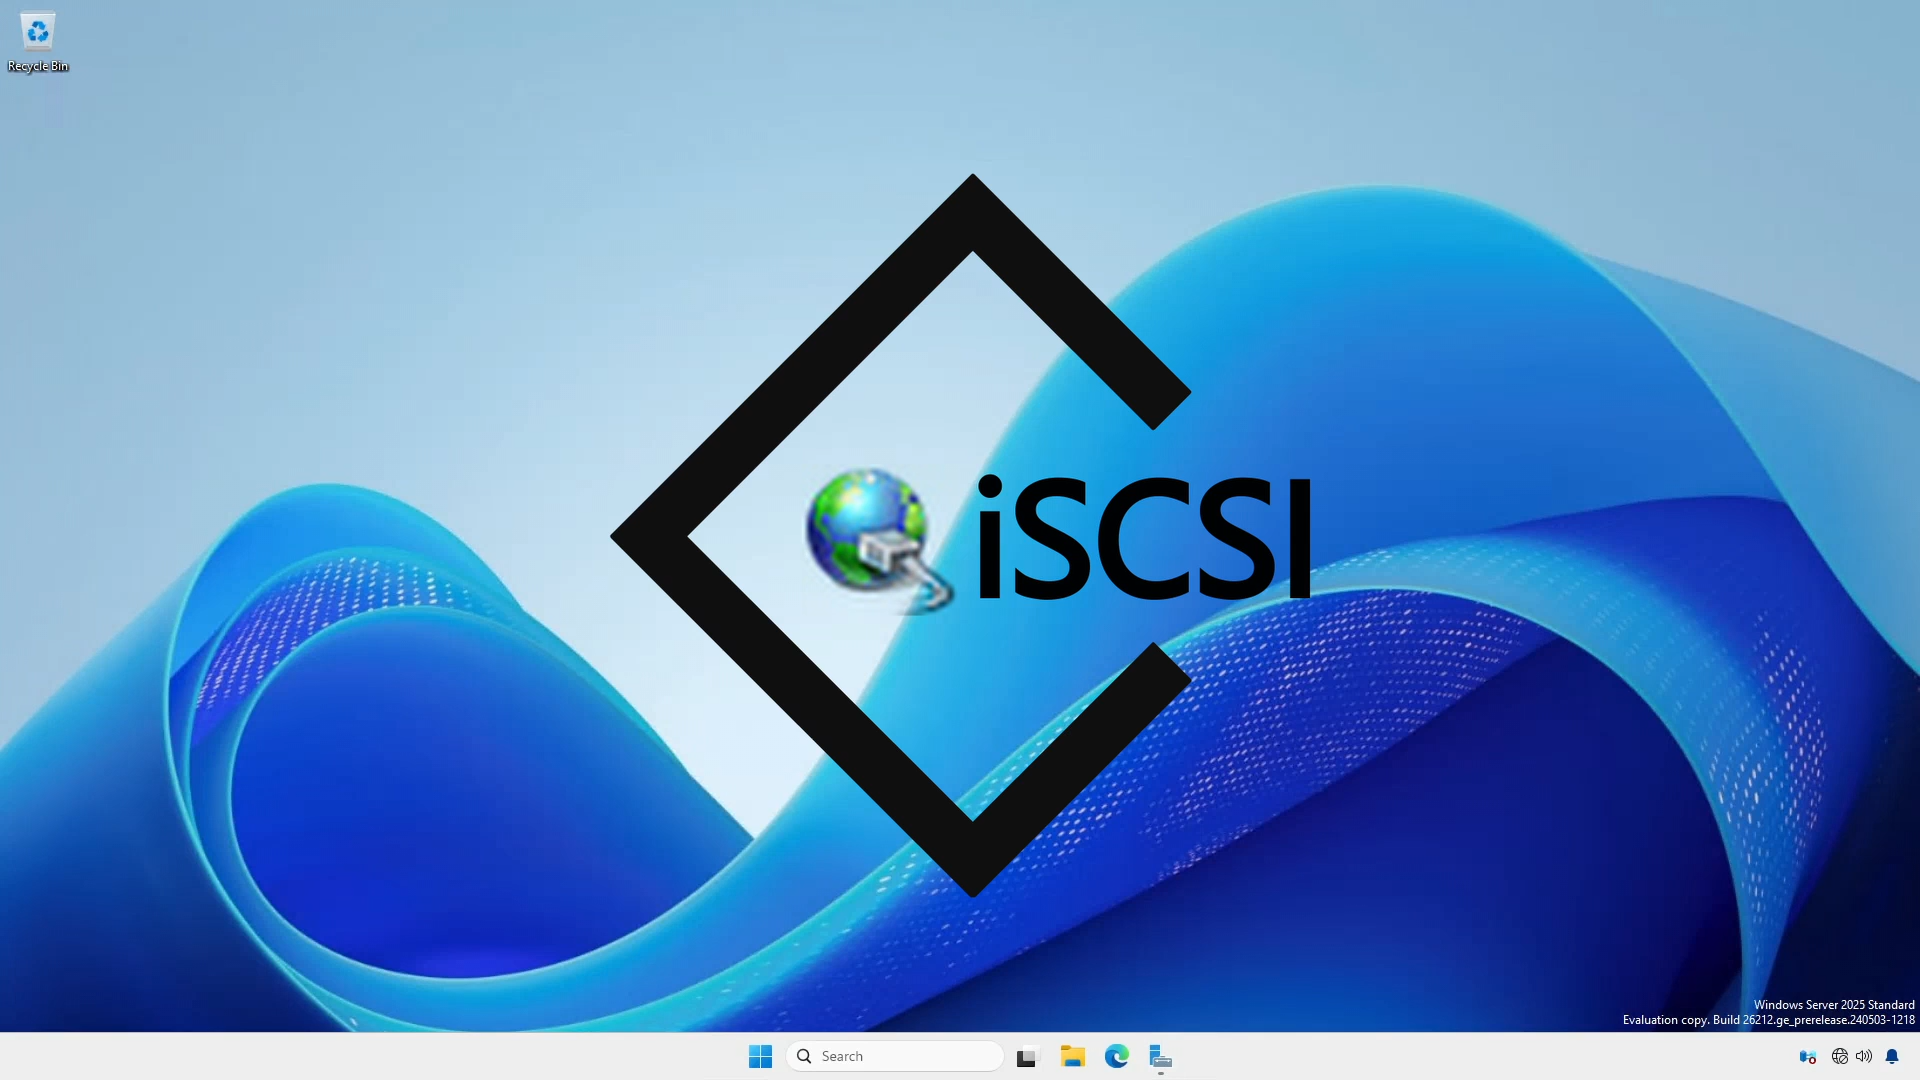 Recycle Bin
iSCSI
Windows Server 2025 Standard
Evaluation copy. Build 26212.ge_prerelease.240503-1218
Search